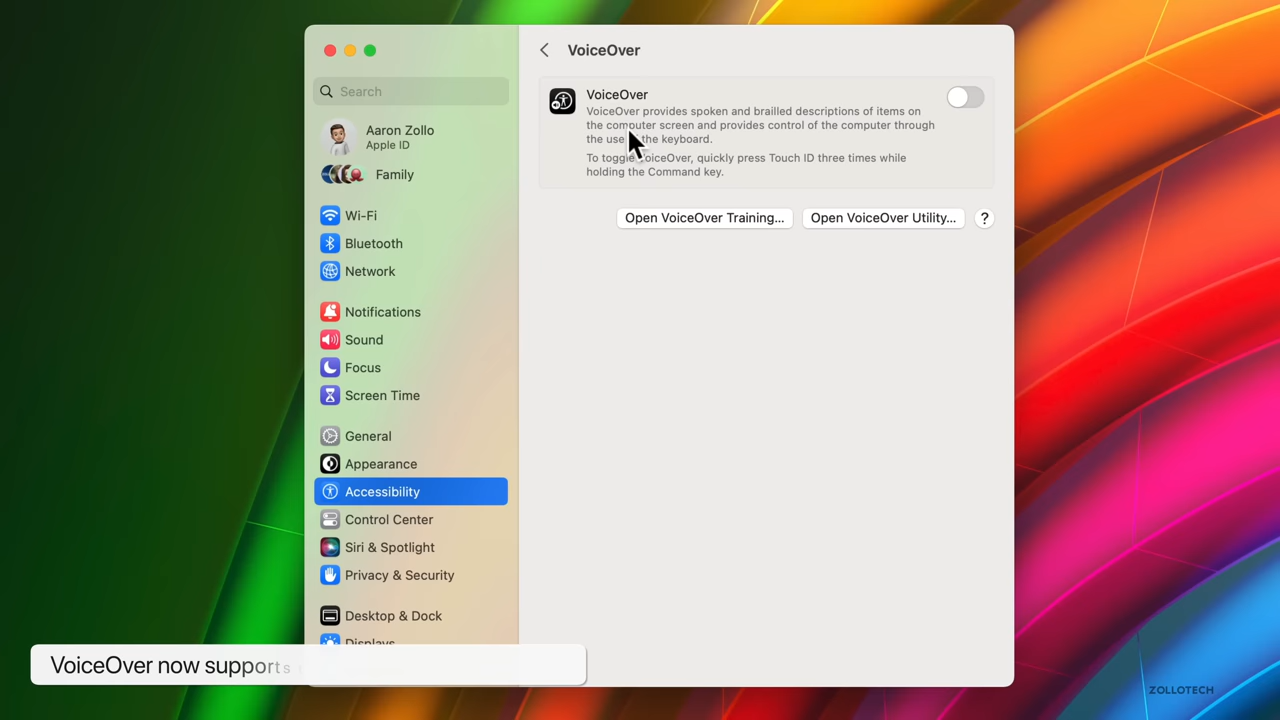 VoiceOver
Search
Aaron Zollo
Apple ID
Family
Wi-Fi
Bluetooth
Network
Notifications
Sound
Focus
Screen Time
General
Appearance
Accessibility
Control Center
Siri & Spotlight
Privacy & Security
Desktop & Dock
Displays
VoiceOver
VoiceOver provides spoken and brailled descriptions of items on
the computer screen and provides control of the computer through
the use the keyboard.
To toggle VoiceOver, quickly press Touch ID three times while
holding the Command key.
Open VoiceOver Training...
Open VoiceOver Utility...
?
VoiceOver now supports
ZOLLOTECH